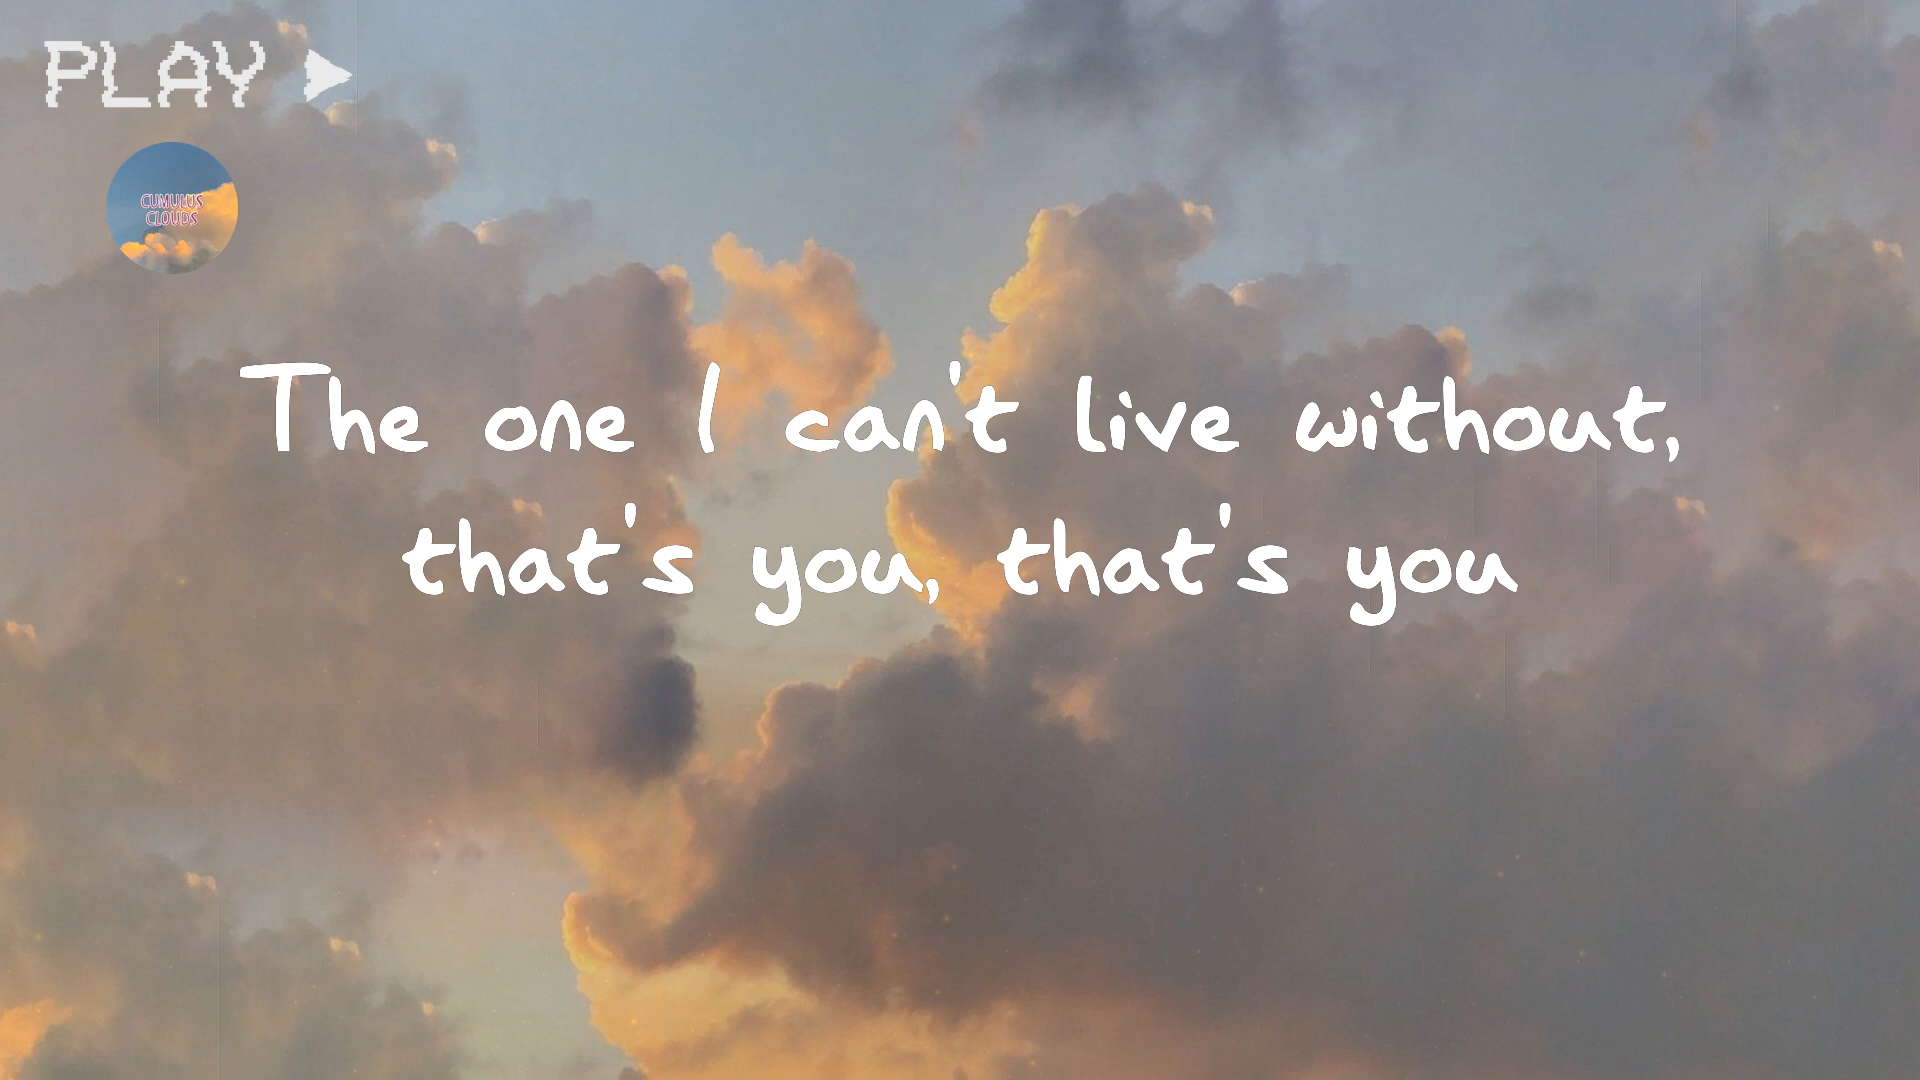 PLAY
CUMULUS
CLOUDS
The one I can't live without,
that's you, that's you